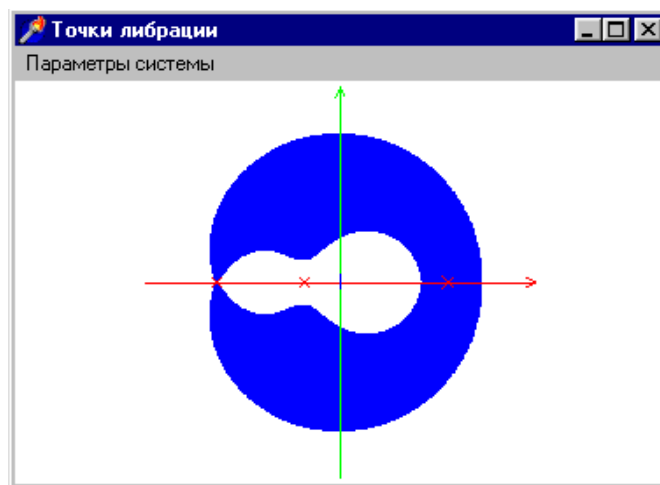 Точки либрации
Параметры системы